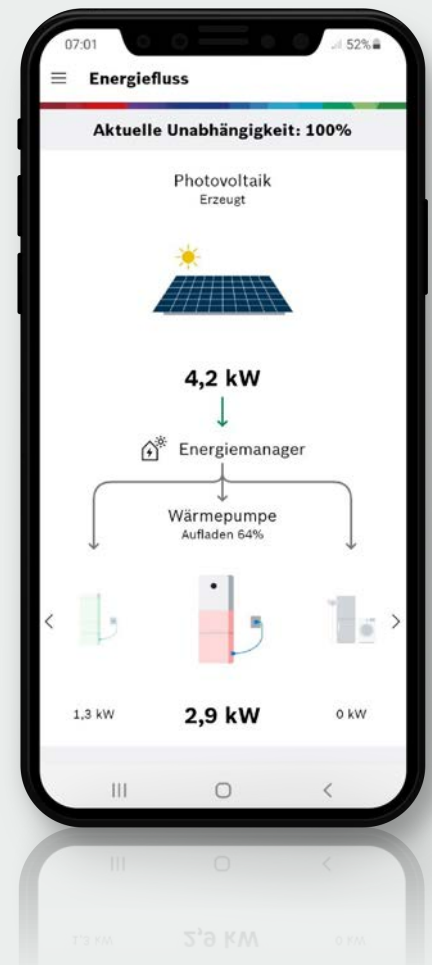 07:01 52%
Energiefluss
Aktuelle Unabhängigkeit: 100%
Photovoltaik
Erzeugt
4,2 kW
Energiemanager
Wärmepumpe
Aufladen 64%
1,3 kW 2,9 kW 0 kW